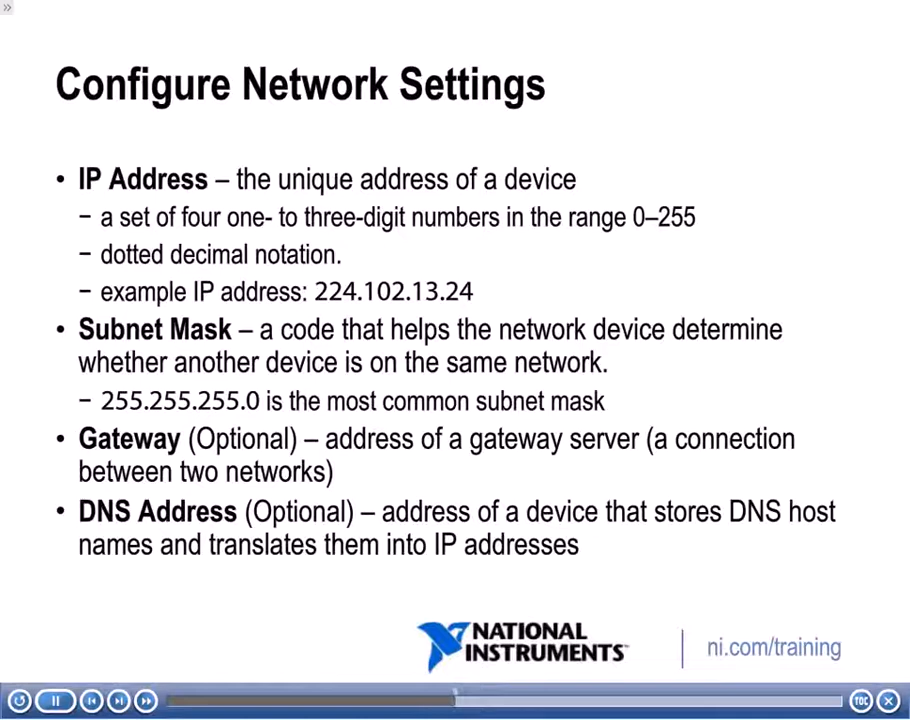 Configure Network Settings
• IP Address – the unique address of a device
− a set of four one- to three-digit numbers in the range 0–255
− dotted decimal notation.
− example IP address: 224.102.13.24
• Subnet Mask – a code that helps the network device determine
whether another device is on the same network.
− 255.255.255.0 is the most common subnet mask
• Gateway (Optional) – address of a gateway server (a connection
between two networks)
• DNS Address (Optional) – address of a device that stores DNS host
names and translates them into IP addresses
NATIONAL
INSTRUMENTS™
ni.com/training
TOC